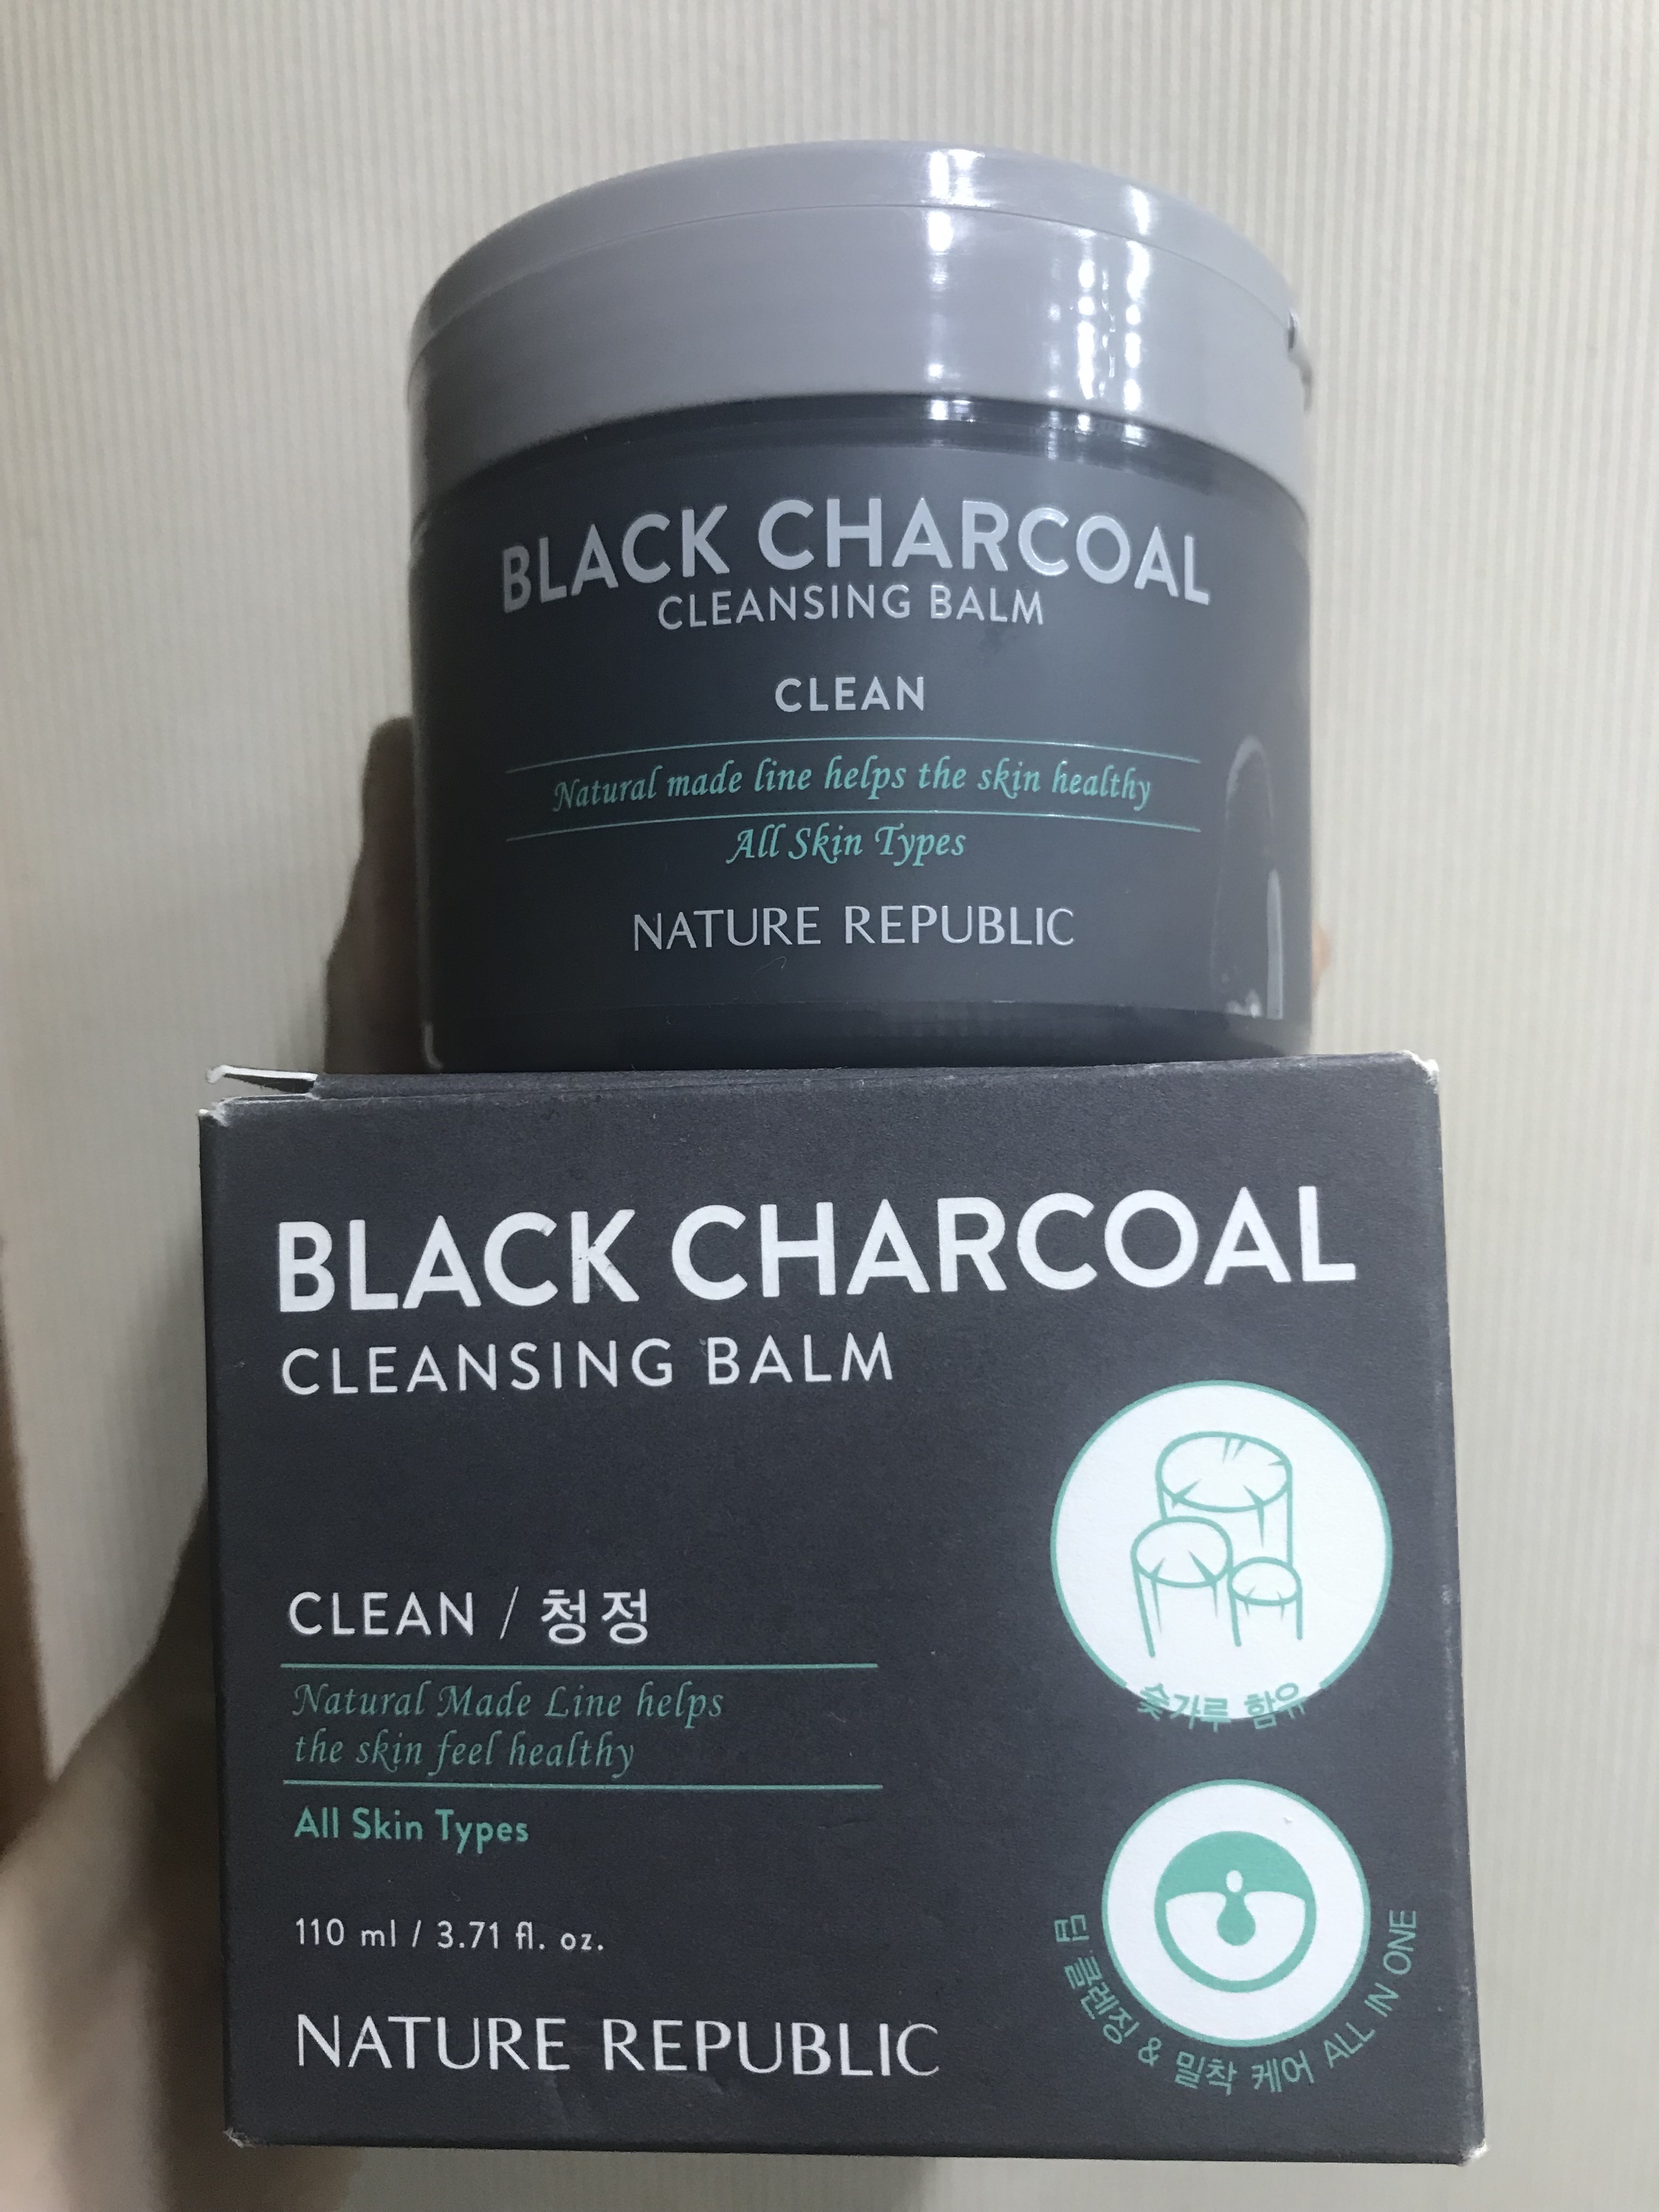 BLACK CHARCOAL
CLEANSING BALM
CLEAN
Natural made line helps the skin healthy
All Skin Types
NATURE REPUBLIC
BLACK CHARCOAL
CLEANSING BALM
CLEAN / 청정
Natural Made Line helps
the skin feel healthy
All Skin Types
110 ml / 3.71 fl. oz.
NATURE REPUBLIC
숯가루 함유
딥 클렌징 & 밀착 케어 ALL IN ONE